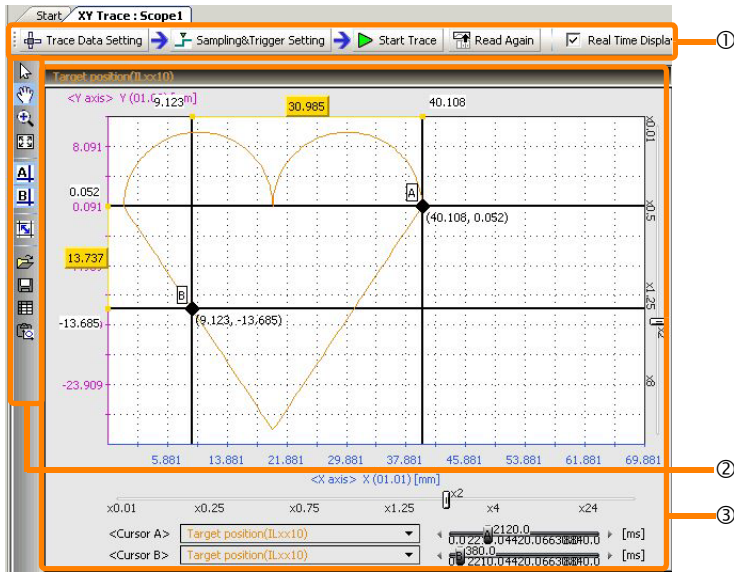 Start XY Trace : Scope1
Trace Data Setting Sampling&Trigger Setting Start Trace Read Again Real Time Display ①
Target position(ILxx10)
<Y axis> Y (01.
9.123 30.985 40.108
x0.01
8.091
0.052 A x0.5
0.091 (40.108, 0.052)
13.737
B x1.25
(9.123, -13.685)
-13.685 x2
-23.909 x8
5.881 13.881 21.881 29.881 37.881 45.881 53.881 61.881 69.881
②
<X axis> X (01.01) [mm]
x2
x0.01 x0.25 x0.75 x1.25 x4 x24
③
<Cursor A> Target position(ILxx10) 2120.0 [ms]
<Cursor B> Target position(ILxx10) 380.0 [ms]